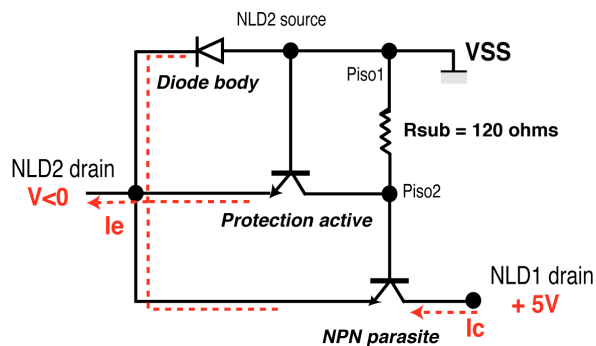 NLD2 source
VSS
Diode body
Piso1
Rsub = 120 ohms
NLD2 drain
V<0
Ie
Piso2
Protection active
NLD1 drain
+ 5V
Ic
NPN parasite